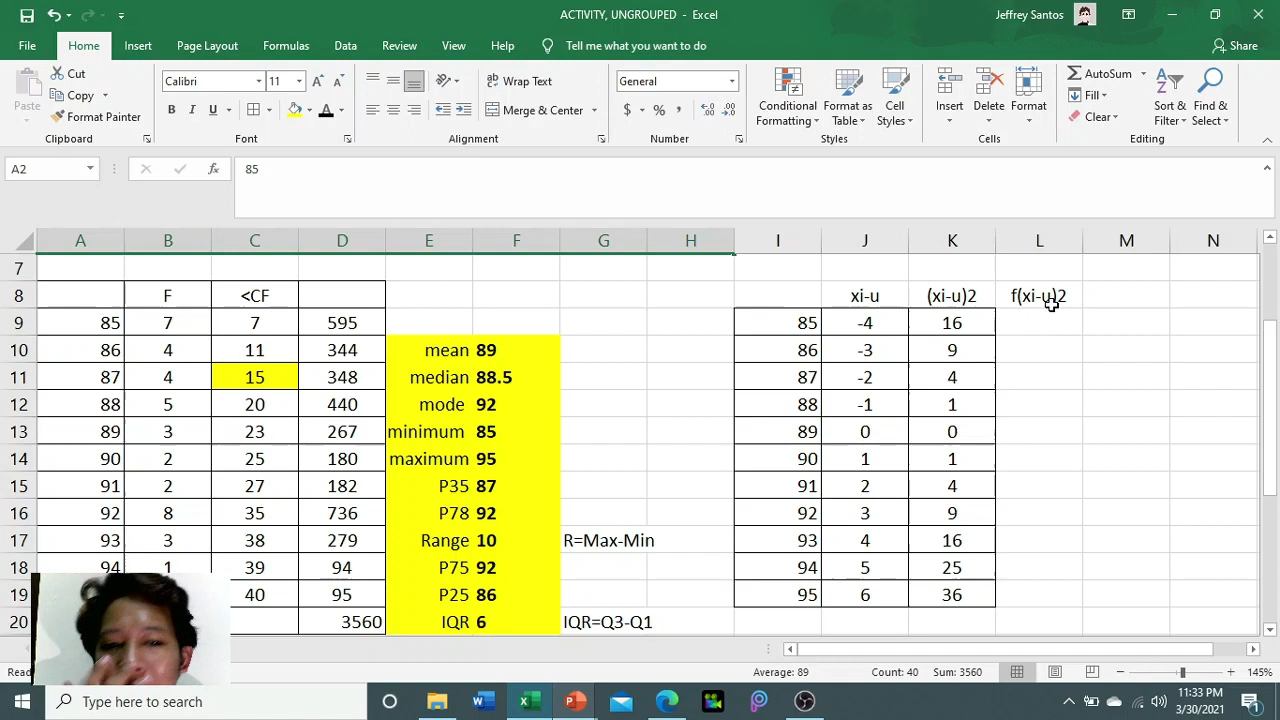 ACTIVITY, UNGROUPED - Excel
Jeffrey Santos
File Home Insert Page Layout Formulas Data Review View Help Tell me what you want to do Share
Paste
Cut
Copy
Format Painter
Clipboard
Calibri 11
B I U
Font
Wrap Text
Merge & Center
Alignment
General
$ % ,
Number
Conditional Formatting
Format as Table
Cell Styles
Styles
Insert
Delete
Format
Cells
AutoSum
Fill
Clear
Sort & Filter
Find & Select
Editing
A2 fx 85
A B C D E F G H I J K L M N
7
8 F <CF xi-u (xi-u)2 f(xi-u)2
9 85 7 7 595 85 -4 16
10 86 4 11 344 mean 89 86 -3 9
11 87 4 15 348 median 88.5 87 -2 4
12 88 5 20 440 mode 92 88 -1 1
13 89 3 23 267 minimum 85 89 0 0
14 90 2 25 180 maximum 95 90 1 1
15 91 2 27 182 P35 87 91 2 4
16 92 8 35 736 P78 92 92 3 9
17 93 3 38 279 Range 10 R=Max-Min 93 4 16
18 94 1 39 94 P75 92 94 5 25
19 40 95 P25 86 95 6 36
20 3560 IQR 6 IQR=Q3-Q1
Average: 89 Count: 40 Sum: 3560 145%
Type here to search
11:33 PM
3/30/2021